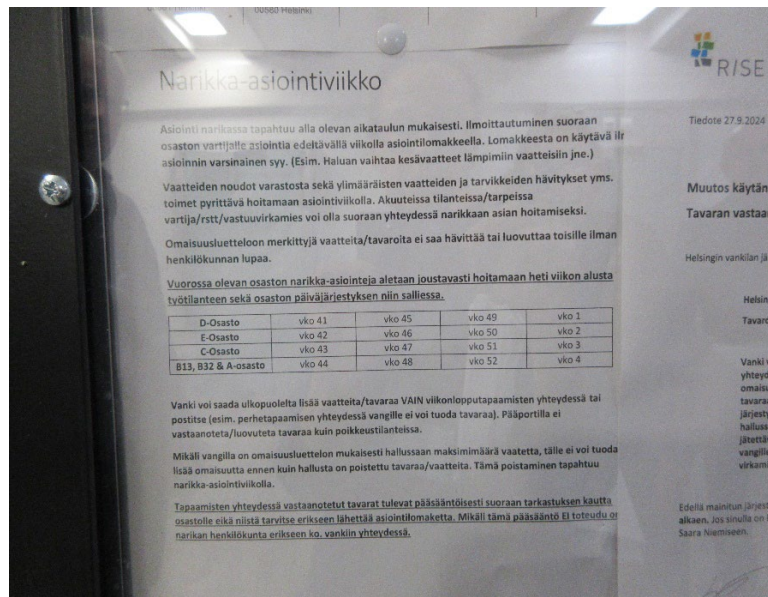 00560 Helsinki
Narikka-asiointiviikko
Asiointi narikassa tapahtuu alla olevan aikataulun mukaisesti. Ilmoittautuminen suoraan
osaston vartijalle asiointia edeltävällä viikolla asiointilomakkeella. Lomakkeesta on käytävä
asioinnin varsinainen syy. (Esim. Haluan vaihtaa kesävaatteet lämpimiin vaatteisiin jne.)
Vaatteiden noudot varastosta sekä ylimääräisten vaatteiden ja tarvikkeiden hävitykset yms.
toimet pyrittävä hoitamaan asiointiviikolla. Akuuteissa tilanteissa/tarpeissa
vartija/rstt/vastuuvirkamies voi olla suoraan yhteydessä narikkaan asian hoitamiseksi.
Omaisuusluetteloon merkittyjä vaatteita/tavaroita ei saa hävittää tai luovuttaa toisille ilman
henkilökunnan lupaa.
Vuorossa olevan osaston narikka-asiointeja aletaan joustavasti hoitamaan heti viikon alusta
työtilanteen sekä osaston päiväjärjestyksen niin salliessa.
D-Osasto vko 41 vko 45 vko 49 vko 1
E-Osasto vko 42 vko 46 vko 50 vko 2
C-Osasto vko 43 vko 47 vko 51 vko 3
B13, B32 & A-osasto vko 44 vko 48 vko 52 vko 4
Vanki voi saada ulkopuolelta lisää vaatteita/tavaraa VAIN viikonlopputapaamisten yhteydessä tai
postitse (esim. perhetapaamisen yhteydessä vangille ei voi tuoda tavaraa). Pääportilla ei
vastaanoteta/luovuteta tavaraa kuin poikkeustilanteissa.
Mikäli vangilla on omaisuusluettelon mukaisesti hallussaan maksimimäärä vaatetta, tälle ei voi tuoda
lisää omaisuutta ennen kuin hallusta on poistettu tavaraa/vaatteita. Tämä poistaminen tapahtuu
narikka-asiointiviikolla.
Tapaamisten yhteydessä vastaanotetut tavarat tulevat pääsääntöisesti suoraan tarkastuksen kautta
osastolle eikä niistä tarvitse erikseen lähettää asiointilomaketta. Mikäli tämä pääsääntö EI toteudu on
narikan henkilökunta erikseen ko. vankiin yhteydessä.
RISE
Tiedote 27.9.2024
Muutos käytän
Tavaran vastaa
Helsingin vankilan jä
Helsin
Tavaro
Vanki v
yhteyd
omaisu
tavaraa
järjesty
halluss
jätettäv
vangille
virkami
Edellä mainitun järjest
alkaen. Jos sinulla on
Saara Niemiseen.